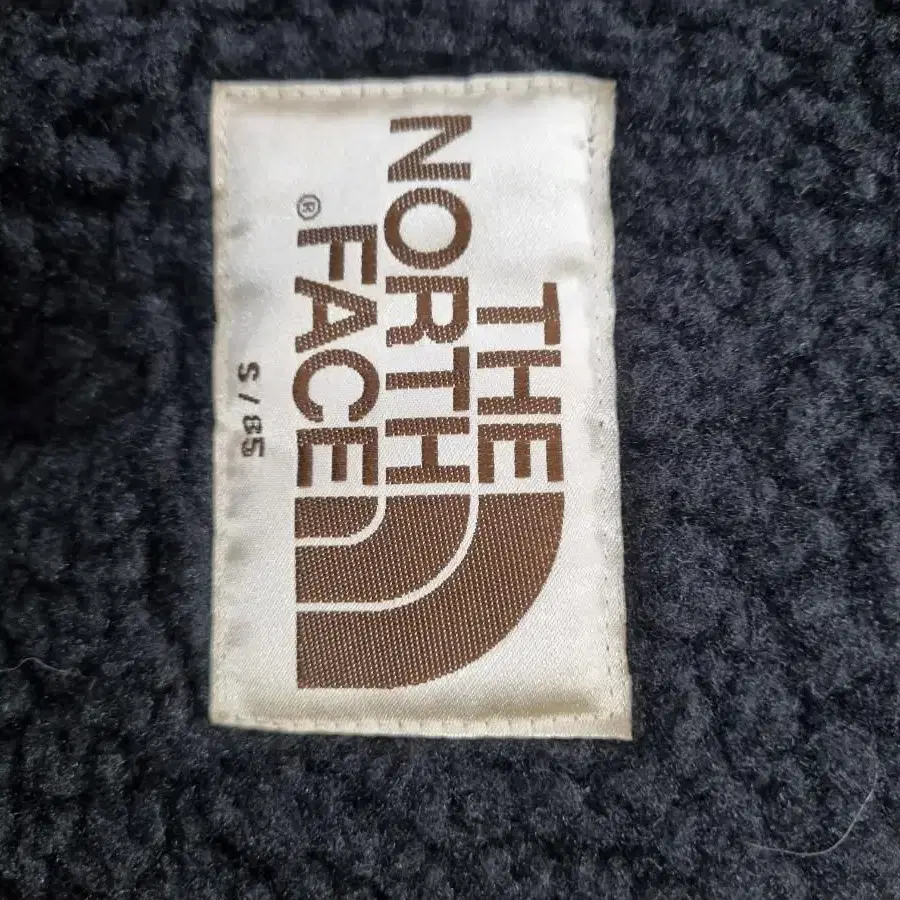 THE
NORTH
FACE®
S / 85